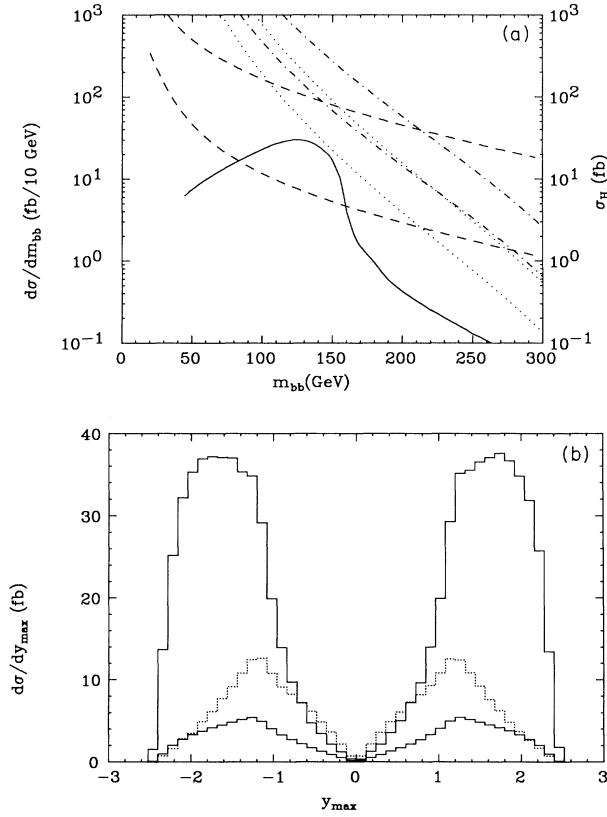 (a)
10³
10²
10¹
10⁰
10⁻¹
dσ/dm_bb (fb/10 GeV)
10³
10²
10¹
10⁰
10⁻¹
σ_H (fb)
0 50 100 150 200 250 300
m_bb(GeV)
(b)
40
30
20
10
0
dσ/dy_max (fb)
−3 −2 −1 0 1 2 3
y_max